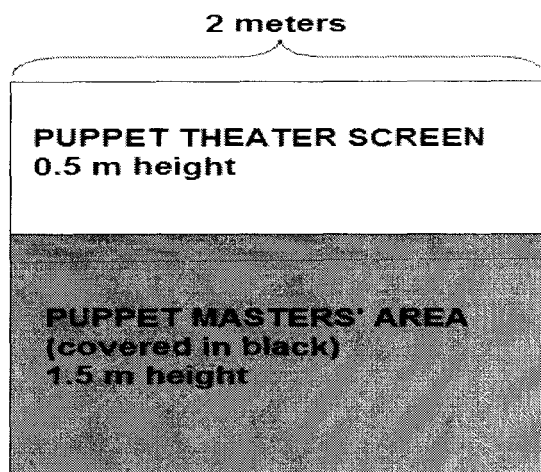 2 meters
PUPPET THEATER SCREEN
0.5 m height
PUPPET MASTERS' AREA
(covered in black)
1.5 m height